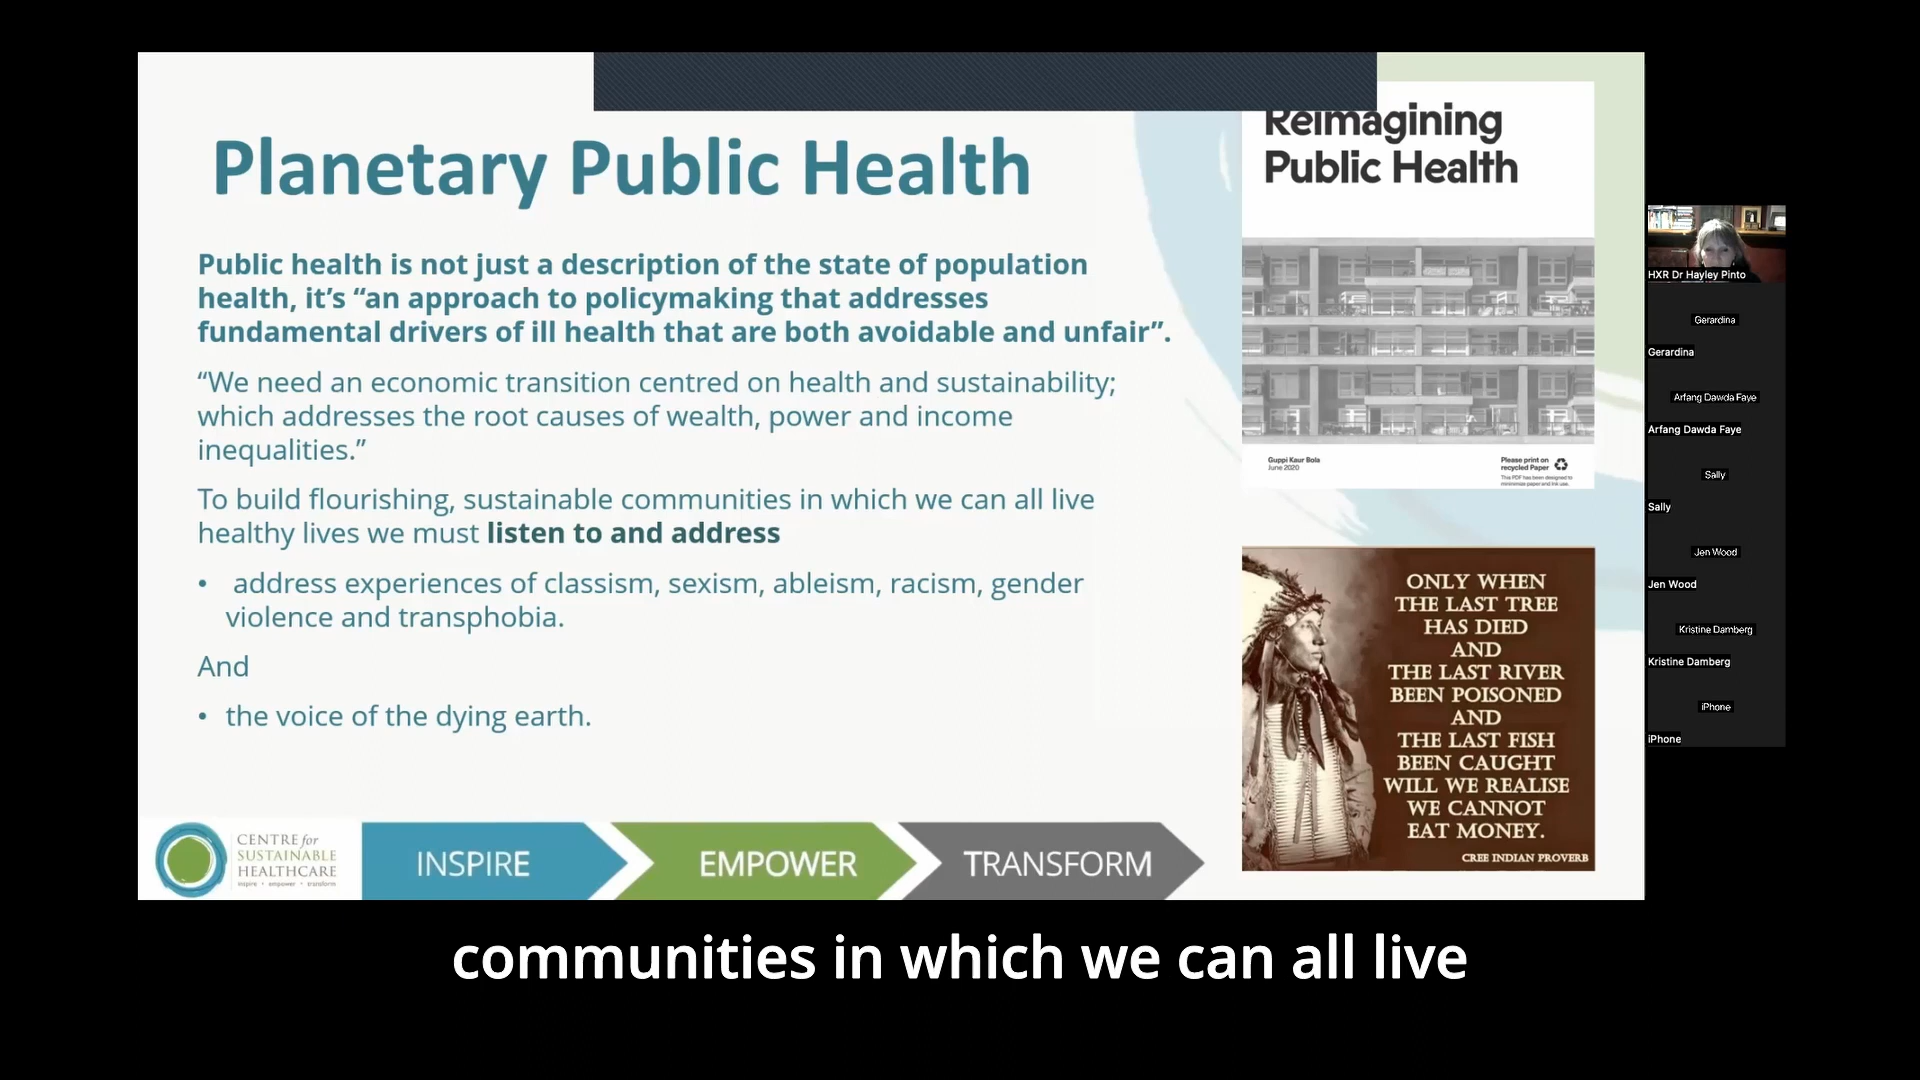 Planetary Public Health
Public health is not just a description of the state of population
health, it's “an approach to policymaking that addresses
fundamental drivers of ill health that are both avoidable and unfair”.
“We need an economic transition centred on health and sustainability;
which addresses the root causes of wealth, power and income
inequalities.”
To build flourishing, sustainable communities in which we can all live
healthy lives we must listen to and address
• address experiences of classism, sexism, ableism, racism, gender
violence and transphobia.
And
• the voice of the dying earth.
Reimagining
Public Health
Guppi Kaur Bola
June 2020
Please print on
recycled Paper
This PDF has been designed to
minimize paper and ink use.
ONLY WHEN
THE LAST TREE
HAS DIED
AND
THE LAST RIVER
BEEN POISONED
AND
THE LAST FISH
BEEN CAUGHT
WILL WE REALISE
WE CANNOT
EAT MONEY.
CREE INDIAN PROVERB
CENTRE for
SUSTAINABLE
HEALTHCARE
inspire • empower • transform
INSPIRE
EMPOWER
TRANSFORM
HXR Dr Hayley Pinto
Gerardina
Gerardina
Arfang Dawda Faye
Arfang Dawda Faye
Sally
Sally
Jen Wood
Jen Wood
Kristine Damberg
Kristine Damberg
iPhone
iPhone
communities in which we can all live